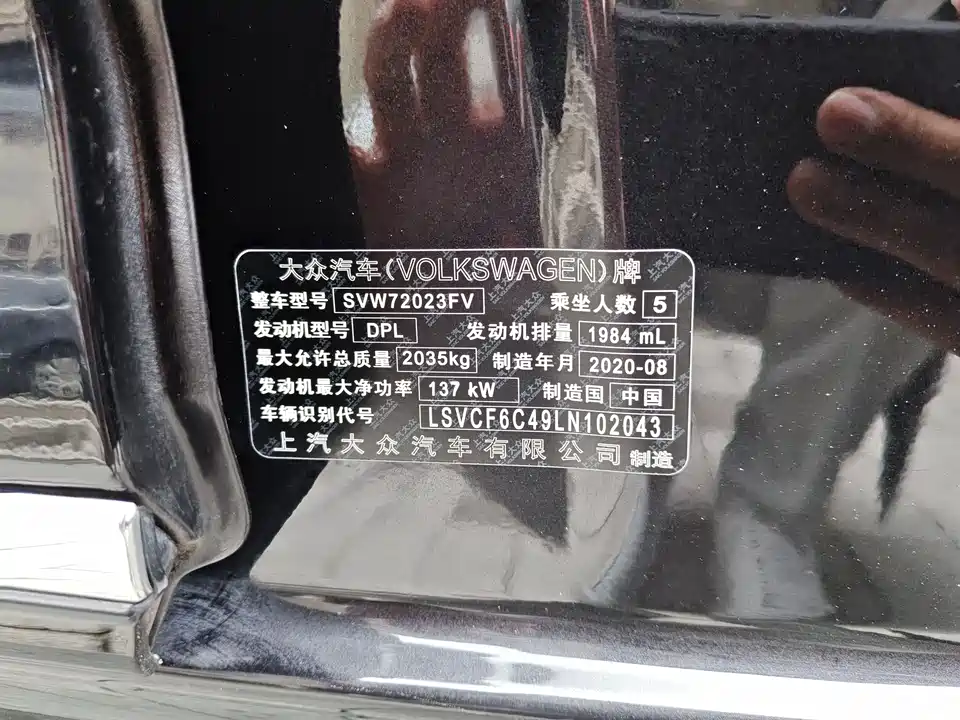 大众汽车(VOLKSWAGEN)牌
整车型号 SVW72023FV 乘坐人数 5
发动机型号 DPL 发动机排量 1984 mL
最大允许总质量 2035kg 制造年月 2020-08
发动机最大净功率 137 kW 制造国 中国
车辆识别代号 LSVCF6C49LN102043
上汽大众汽车有限公司 制造